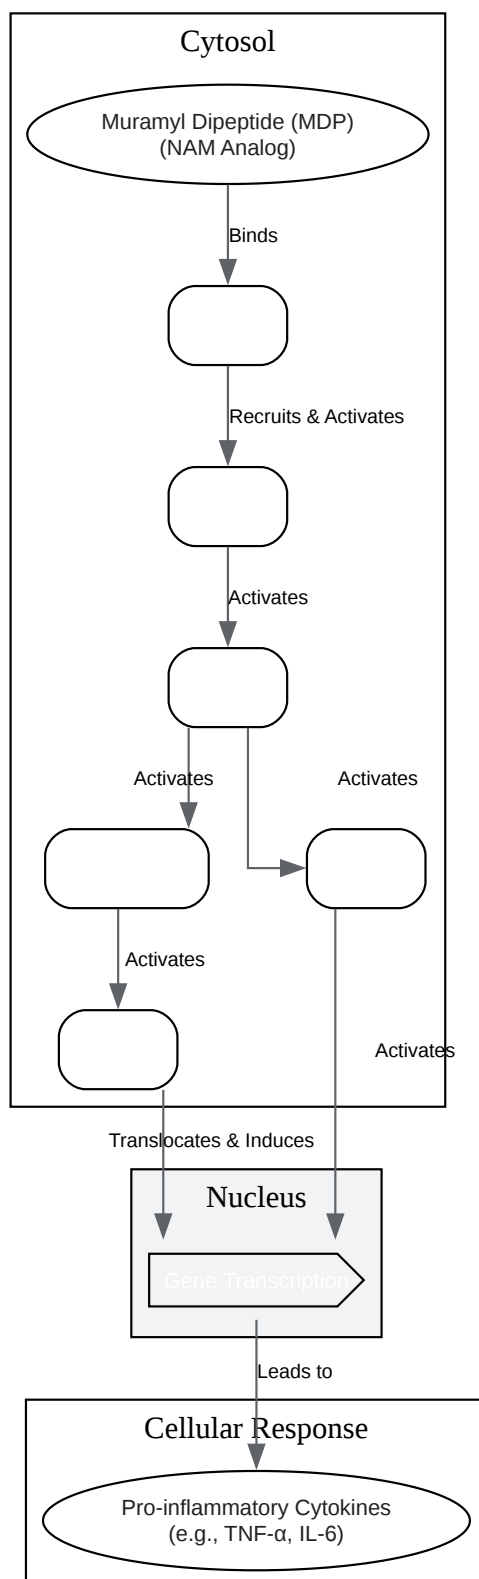 Cytosol
Muramyl Dipeptide (MDP)
(NAM Analog)
Binds
Recruits & Activates
Activates
Activates
Activates
Activates
Activates
Translocates & Induces
Nucleus
Gene Transcription
Leads to
Cellular Response
Pro-inflammatory Cytokines
(e.g., TNF-α, IL-6)